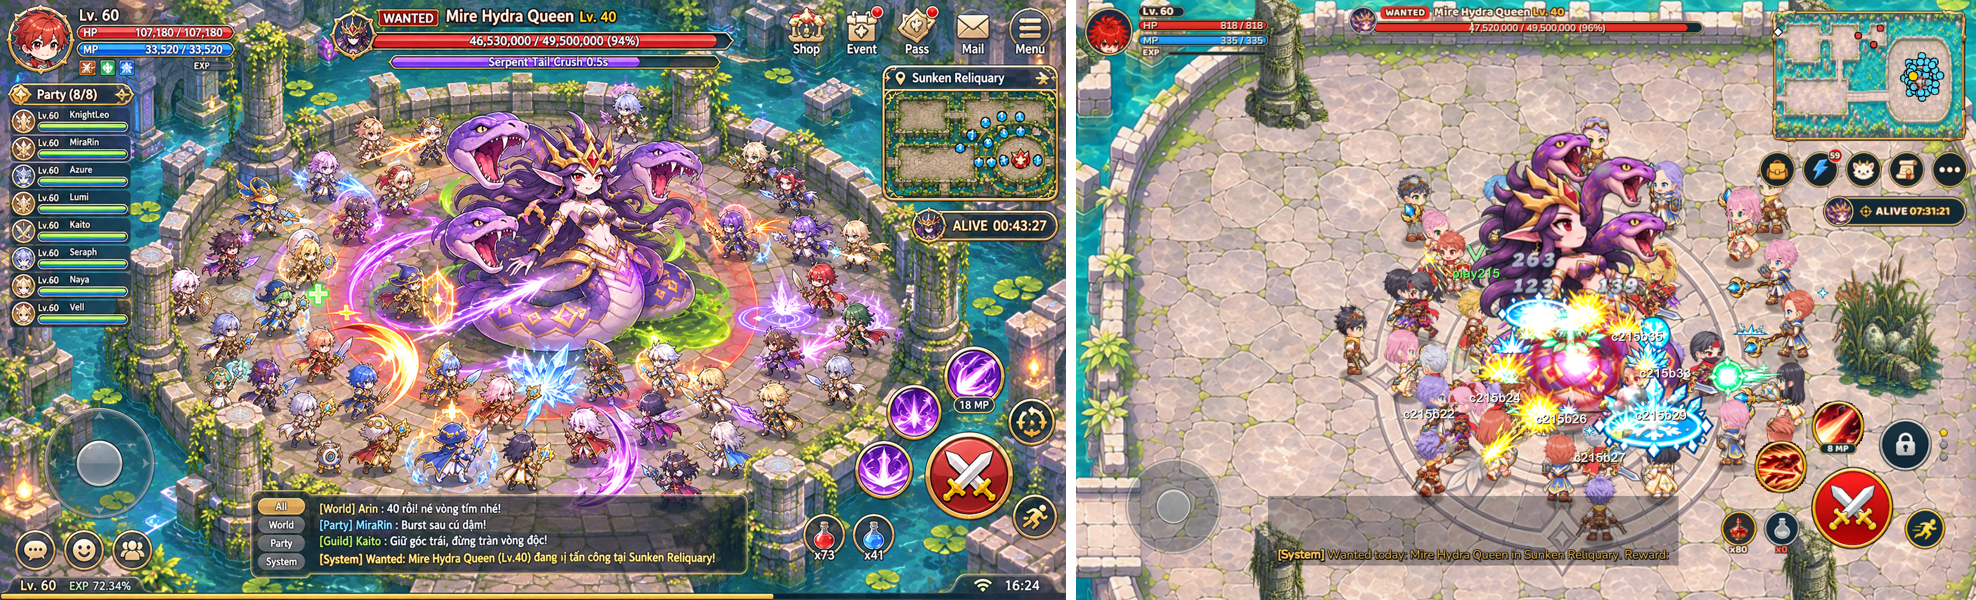 Lv. 60
HP 107,180 / 107,180
MP 33,520 / 33,520
EXP
Party (8/8)
Lv.60 KnightLeo
Lv.60 MiraRin
Lv.60 Azure
Lv.60 Lumi
Lv.60 Kaito
Lv.60 Seraph
Lv.60 Naya
Lv.60 Vell
WANTED Mire Hydra Queen Lv. 40
46,530,000 / 49,500,000 (94%)
Serpent Tail Crush 0.5s
Shop
Event
Pass
Mail
Menu
Sunken Reliquary
ALIVE 00:43:27
18 MP
All
World
Party
System
[World] Arin : 40 rồi! né vòng tím nhé!
[Party] MiraRin : Burst sau cú dậm!
[Guild] Kaito : Giữ góc trái, đừng tràn vòng độc!
[System] Wanted: Mire Hydra Queen (Lv.40) đang tấn công tại Sunken Reliquary!
x73
x41
Lv. 60 EXP 72.34%
16:24
Lv.60
HP 818 / 818
MP 335 / 335
EXP
WANTED Mire Hydra Queen Lv.40
47,520,000 / 49,500,000 (96%)
59
ALIVE 07:31:21
263
play215
123
139
c215b35
c215b33
c215b24
c215b22
c215b26
c215b29
c215b27
8 MP
x80
x0
[System] Wanted today: Mire Hydra Queen in Sunken Reliquary. Reward: